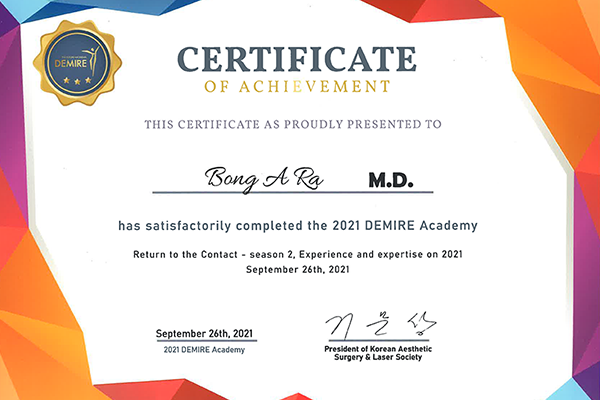 DEMIRE
CERTIFICATE
OF ACHIEVEMENT
THIS CERTIFICATE AS PROUDLY PRESENTED TO
Bong A Ra M.D.
has satisfactorily completed the 2021 DEMIRE Academy
Return to the Contact - season 2, Experience and expertise on 2021
September 26th, 2021
September 26th, 2021
2021 DEMIRE Academy
President of Korean Aesthetic
Surgery & Laser Society